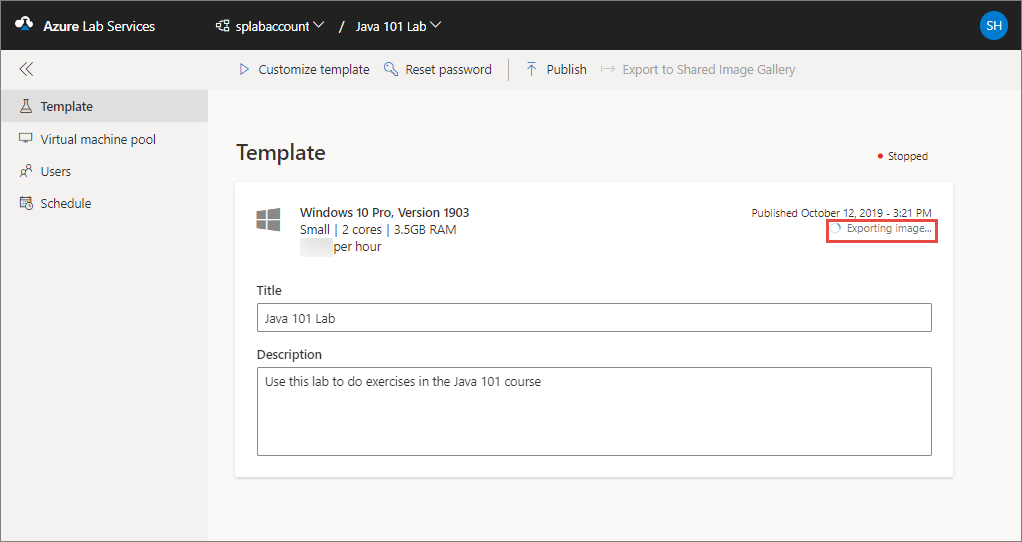 Azure Lab Services
splabaccount / Java 101 Lab
SH
Customize template
Reset password
Publish
Export to Shared Image Gallery
Template
Virtual machine pool
Users
Schedule
Template
Stopped
Windows 10 Pro, Version 1903
Small | 2 cores | 3.5GB RAM
per hour
Published October 12, 2019 - 3:21 PM
Exporting image...
Title
Java 101 Lab
Description
Use this lab to do exercises in the Java 101 course